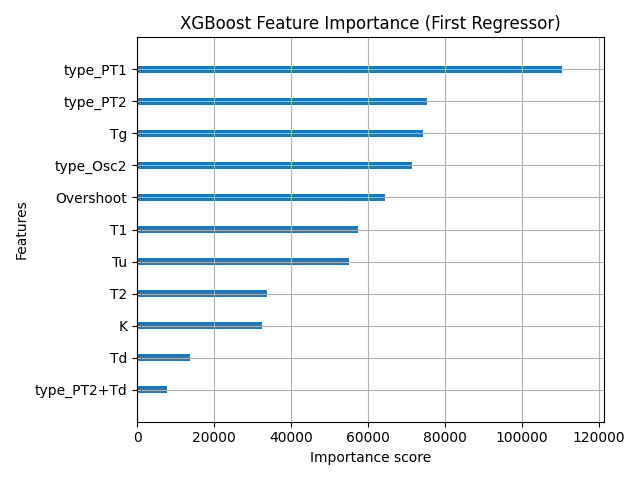 XGBoost Feature Importance (First Regressor)
type_PT1
type_PT2
Tg
type_Osc2
Overshoot
T1
Tu
T2
K
Td
type_PT2+Td
Features
0 20000 40000 60000 80000 100000 120000
Importance score